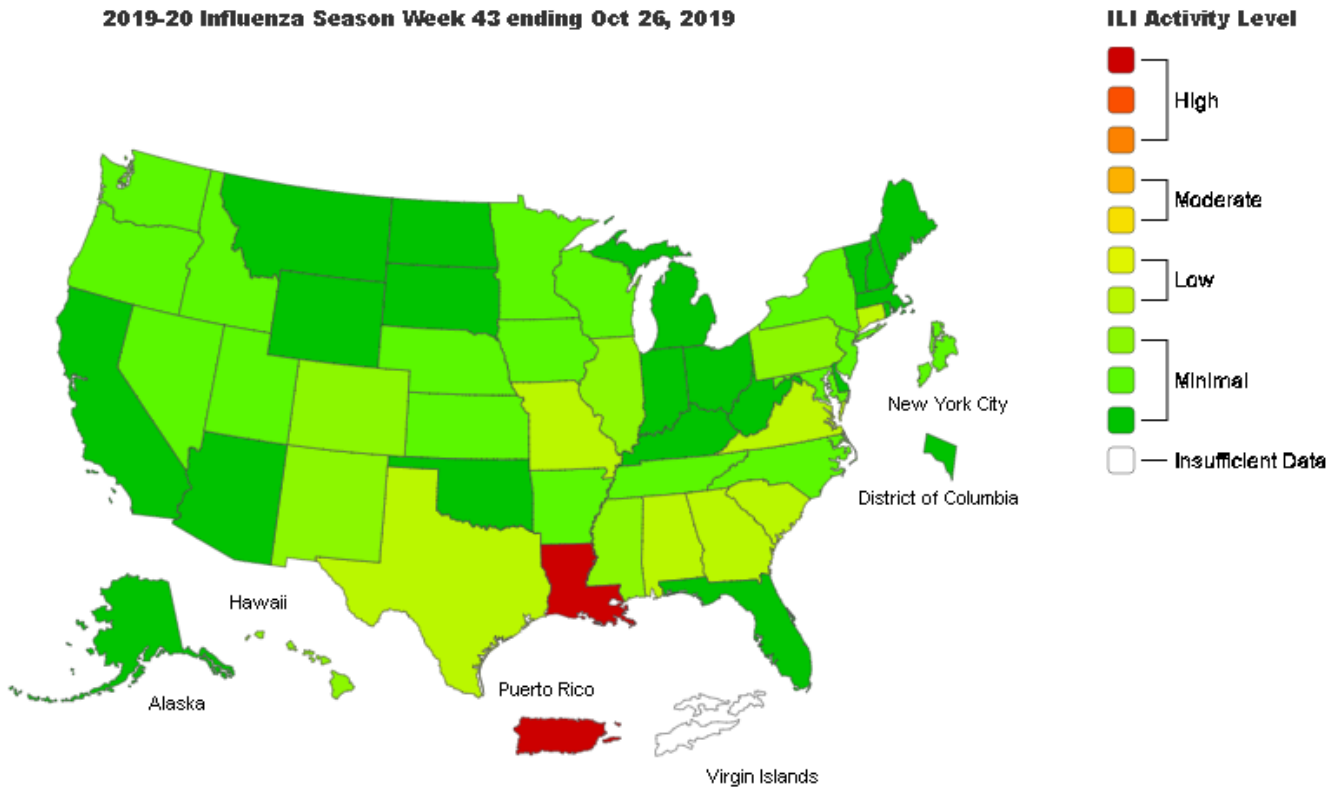 2019-20 Influenza Season Week 43 ending Oct 26, 2019
ILI Activity Level
High
Moderate
Low
Minimal
Insufficient Data
New York City
District of Columbia
Hawaii
Alaska
Puerto Rico
Virgin Islands